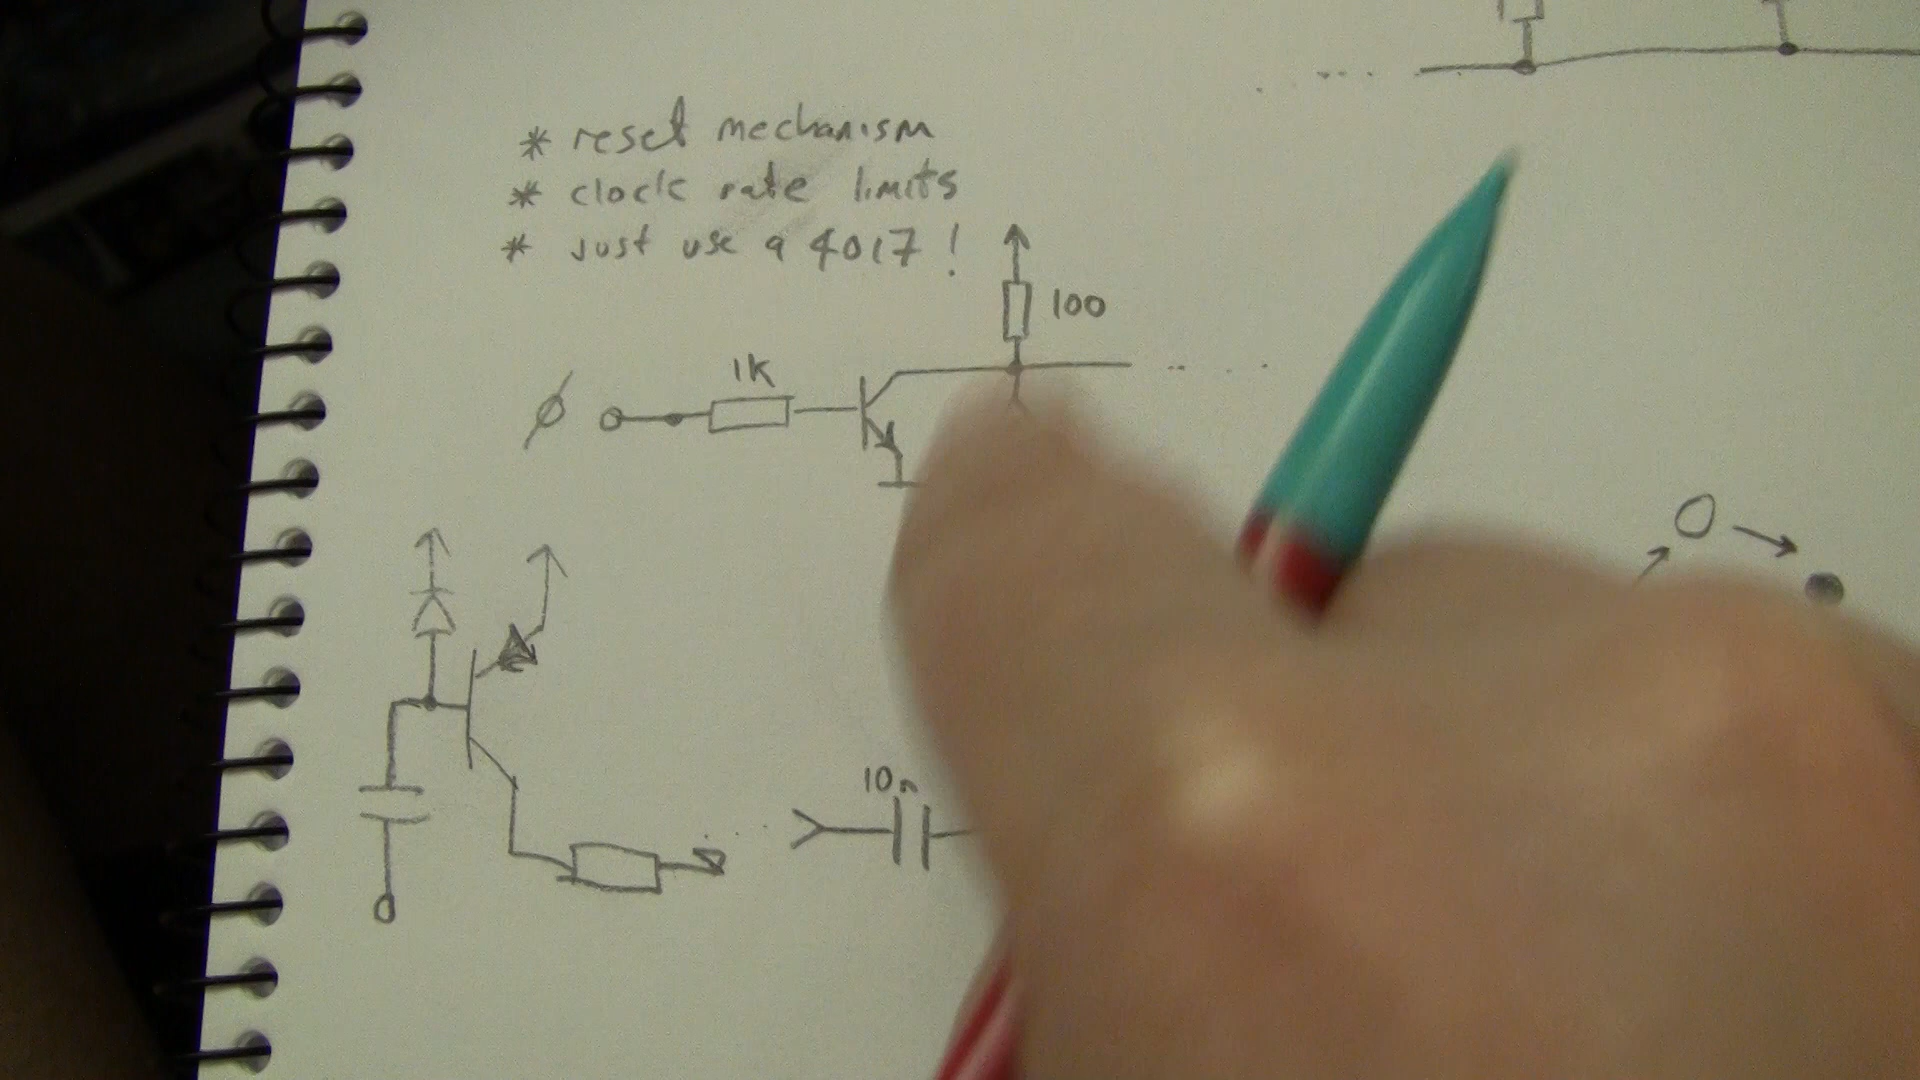 * reset mechanism
* clock rate limits
* just use a 4017!
100
1K
ϕ
10n